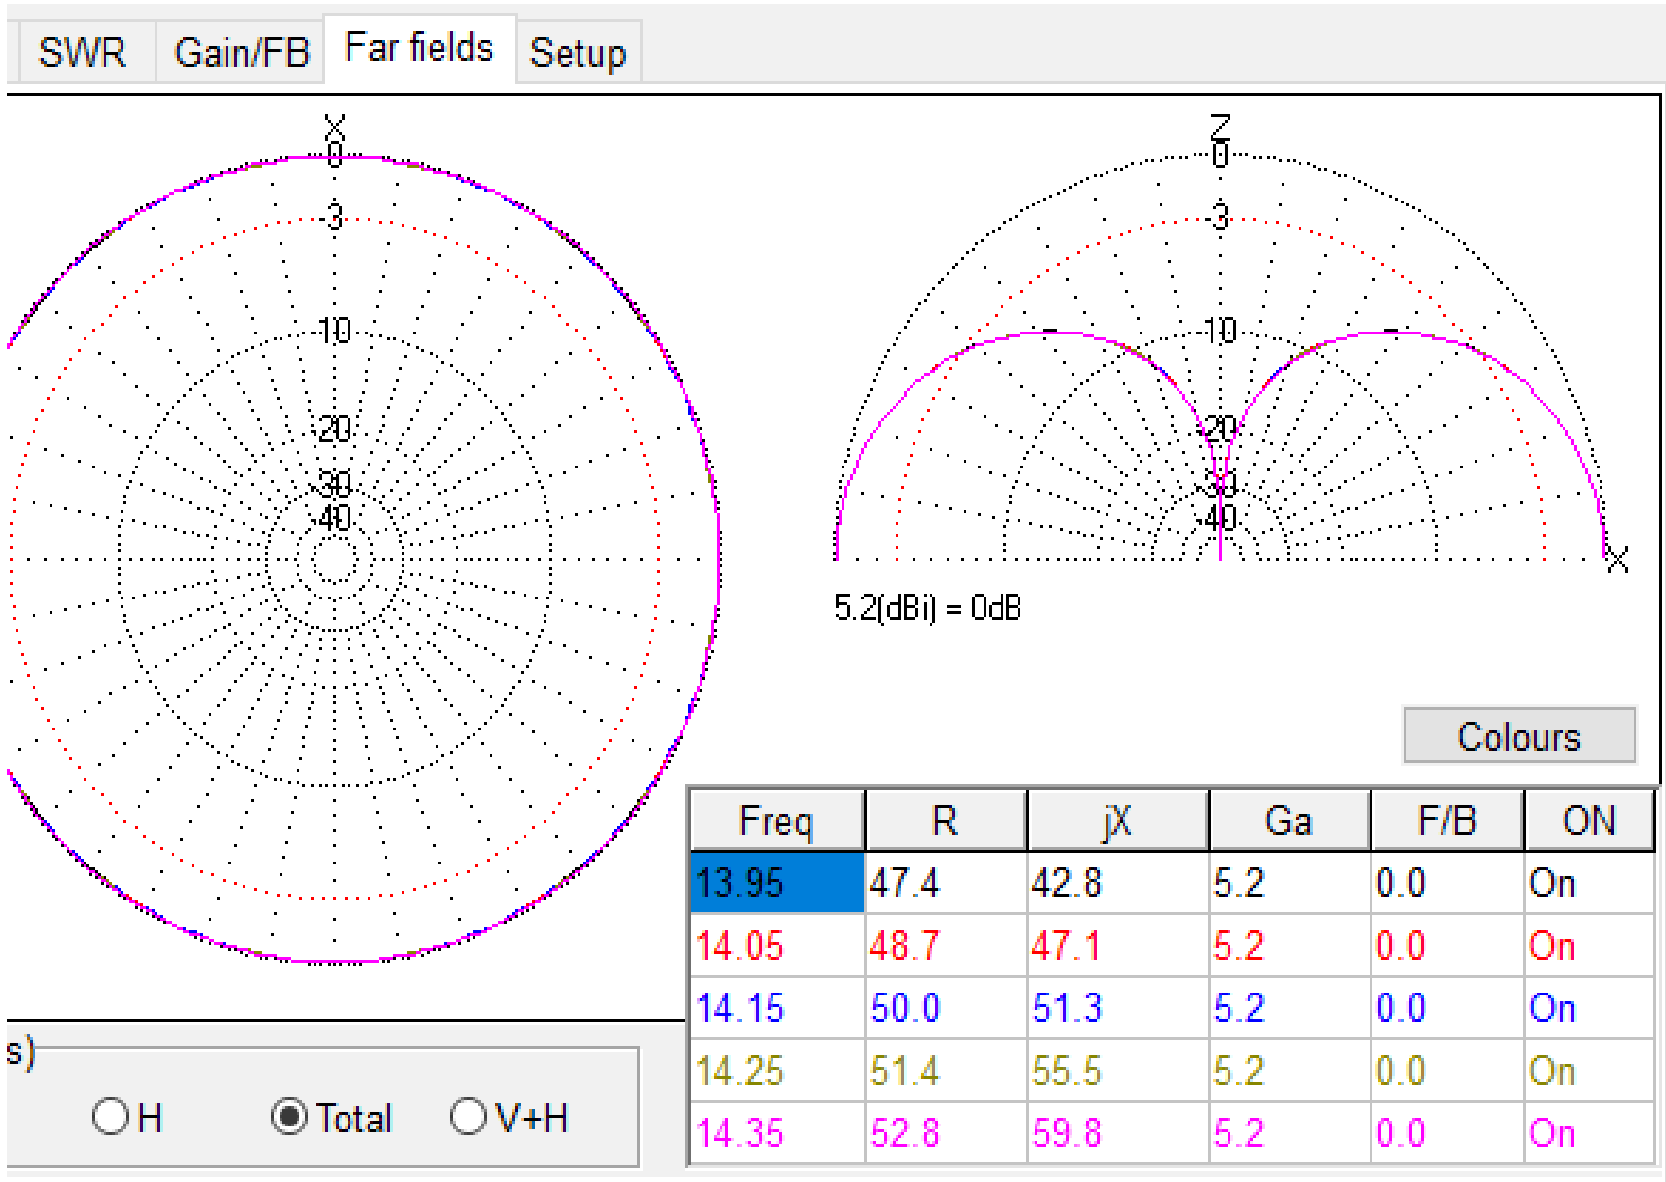 SWR Gain/FB Far fields Setup
X
0
-3
-10
-20
-30
-40
Z
0
-3
-10
-20
-30
-40
X
5.2(dBi) = 0dB
Colours
Freq R jX Ga F/B ON
13.95 47.4 42.8 5.2 0.0 On
14.05 48.7 47.1 5.2 0.0 On
14.15 50.0 51.3 5.2 0.0 On
14.25 51.4 55.5 5.2 0.0 On
14.35 52.8 59.8 5.2 0.0 On
s)
H Total V+H